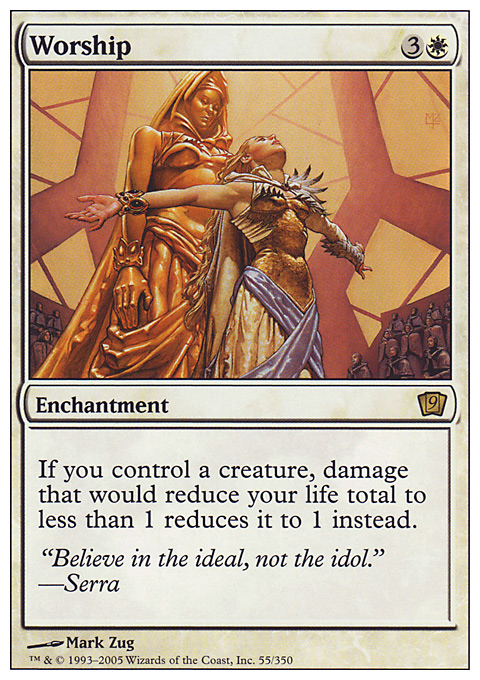 Worship 3
Enchantment 9
If you control a creature, damage
that would reduce your life total to
less than 1 reduces it to 1 instead.
“Believe in the ideal, not the idol.”
—Serra
Mark Zug
™ & © 1993–2005 Wizards of the Coast, Inc. 55/350